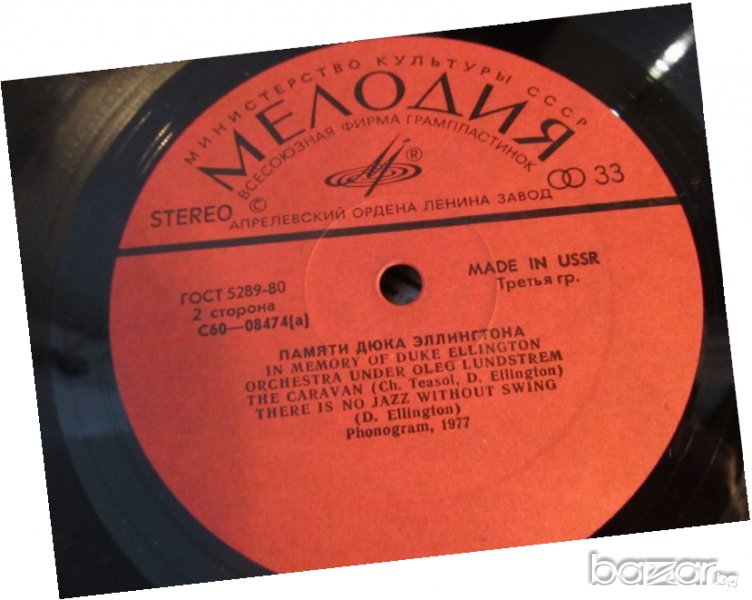 МИНИСТЕРСТВО КУЛЬТУРЫ СССР
МЕЛОДИЯ
ВСЕСОЮЗНАЯ ФИРМА ГРАМПЛАСТИНОК
®
STEREO © АПРЕЛЕВСКИЙ ОРДЕНА ЛЕНИНА ЗАВОД 33
ГОСТ 5289-80
2 сторона
С60—08474(а)
MADE IN USSR
Третья гр.
ПАМЯТИ ДЮКА ЭЛЛИНГТОНА
IN MEMORY OF DUKE ELLINGTON
ORCHESTRA UNDER OLEG LUNDSTREM
THE CARAVAN (Ch. Teasol, D. Ellington)
THERE IS NO JAZZ WITHOUT SWING
(D. Ellington)
Phonogram, 1977
bazar.bg